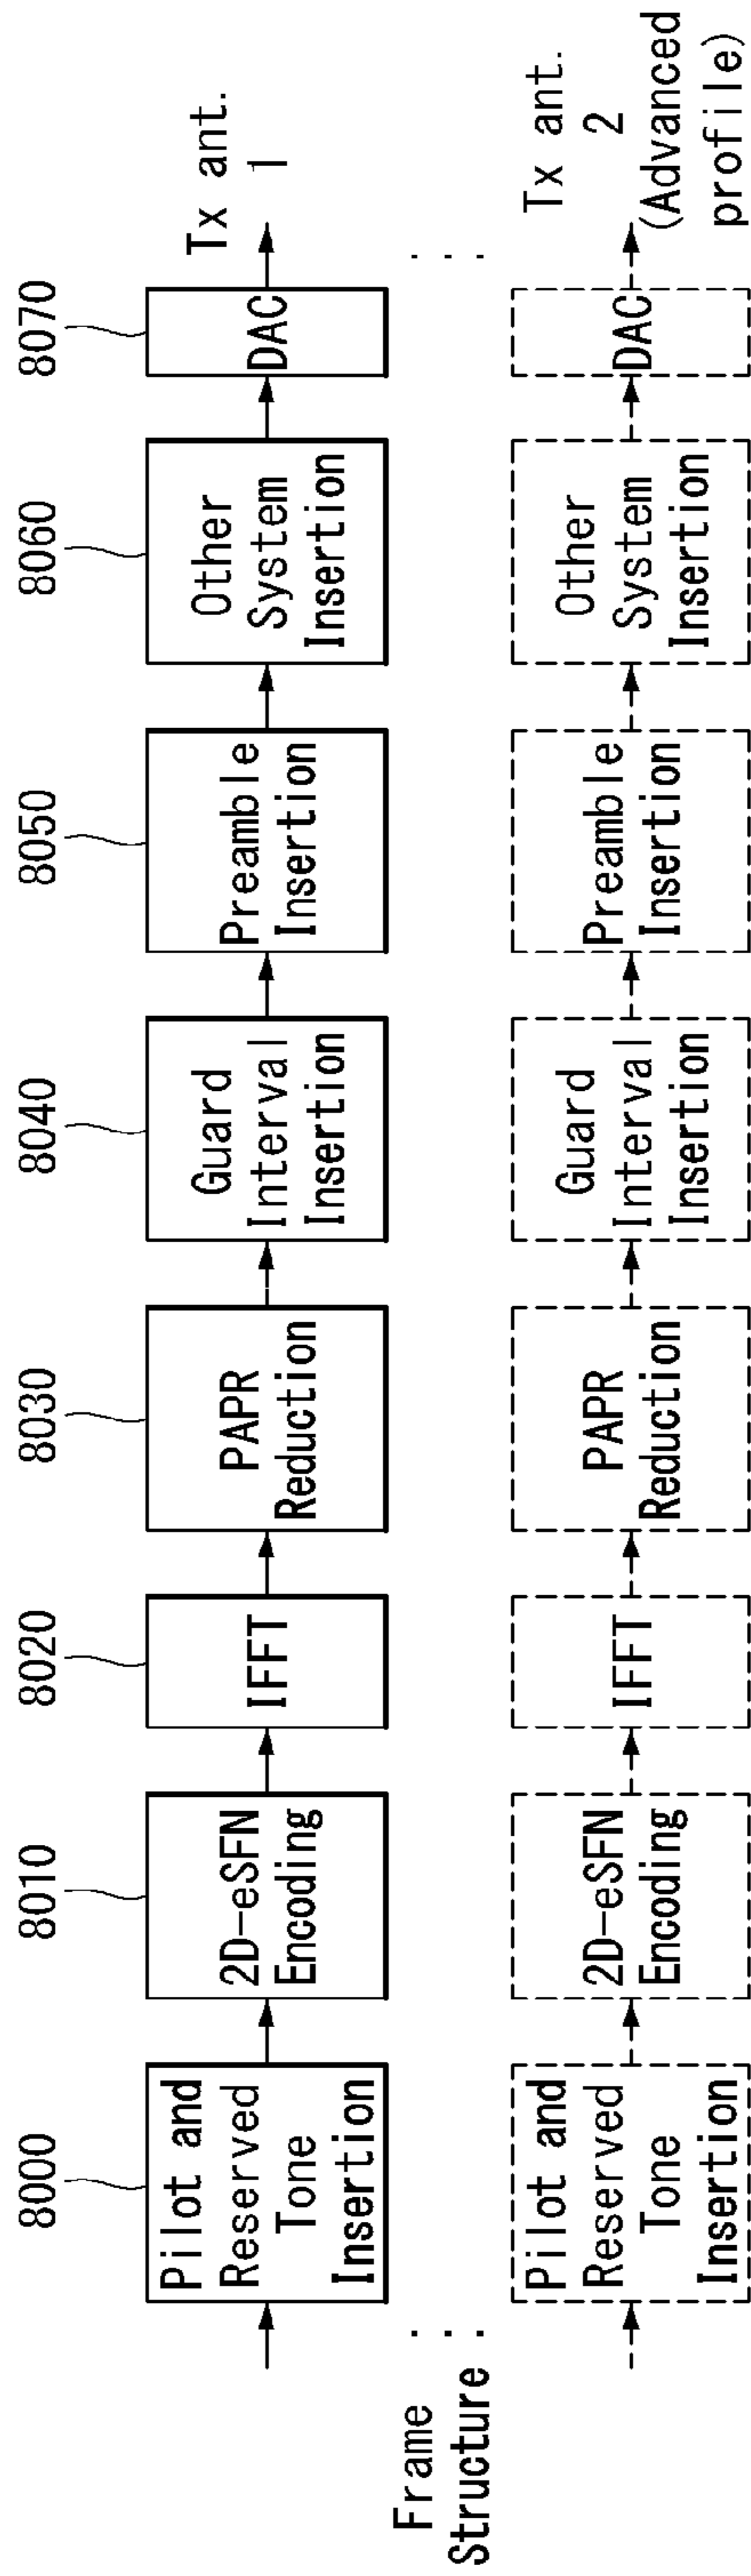 8000
8010
8020
8030
8040
8050
8060
8070
Pilot and
Reserved
Tone
Insertion
2D-eSFN
Encoding
IFFT
PAPR
Reduction
Guard
Interval
Insertion
Preamble
Insertion
Other
System
Insertion
DAC
Tx ant.
1
Frame
Structure
Pilot and
Reserved
Tone
Insertion
2D-eSFN
Encoding
IFFT
PAPR
Reduction
Guard
Interval
Insertion
Preamble
Insertion
Other
System
Insertion
DAC
Tx ant.
2
(Advanced
profile)